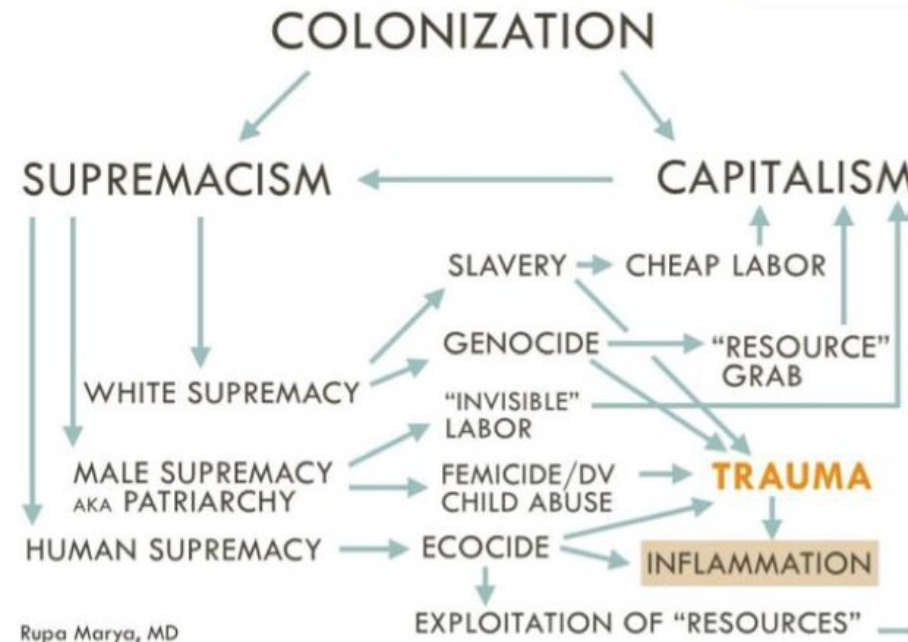 COLONIZATION
SUPREMACISM
CAPITALISM
SLAVERY
CHEAP LABOR
GENOCIDE
"RESOURCE"
GRAB
WHITE SUPREMACY
"INVISIBLE"
LABOR
MALE SUPREMACY
AKA PATRIARCHY
FEMICIDE/DV
CHILD ABUSE
TRAUMA
HUMAN SUPREMACY
ECOCIDE
INFLAMMATION
EXPLOITATION OF "RESOURCES"
Rupa Marya, MD